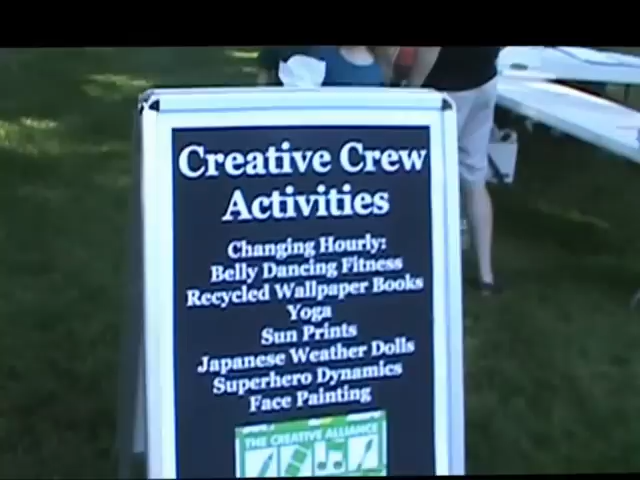 Creative Crew
Activities
Changing Hourly:
Belly Dancing Fitness
Recycled Wallpaper Books
Yoga
Sun Prints
Japanese Weather Dolls
Superhero Dynamics
Face Painting
THE CREATIVE ALLIANCE